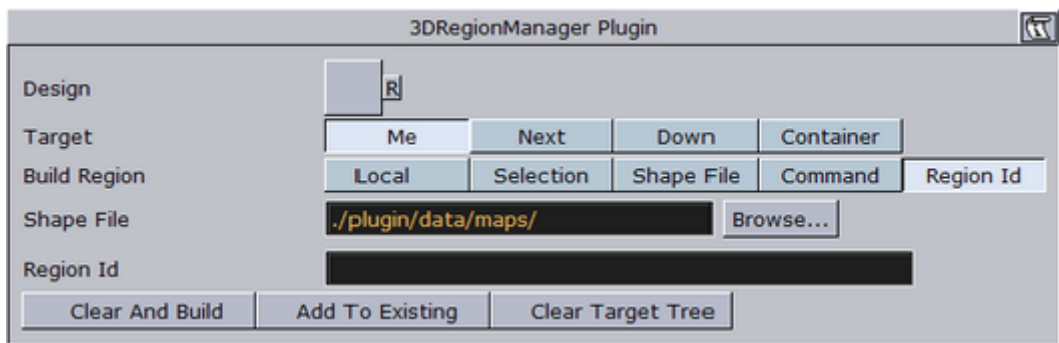 3DRegionManager Plugin
Design R
Target Me Next Down Container
Build Region Local Selection Shape File Command Region Id
Shape File ./plugin/data/maps/ Browse...
Region Id
Clear And Build Add To Existing Clear Target Tree